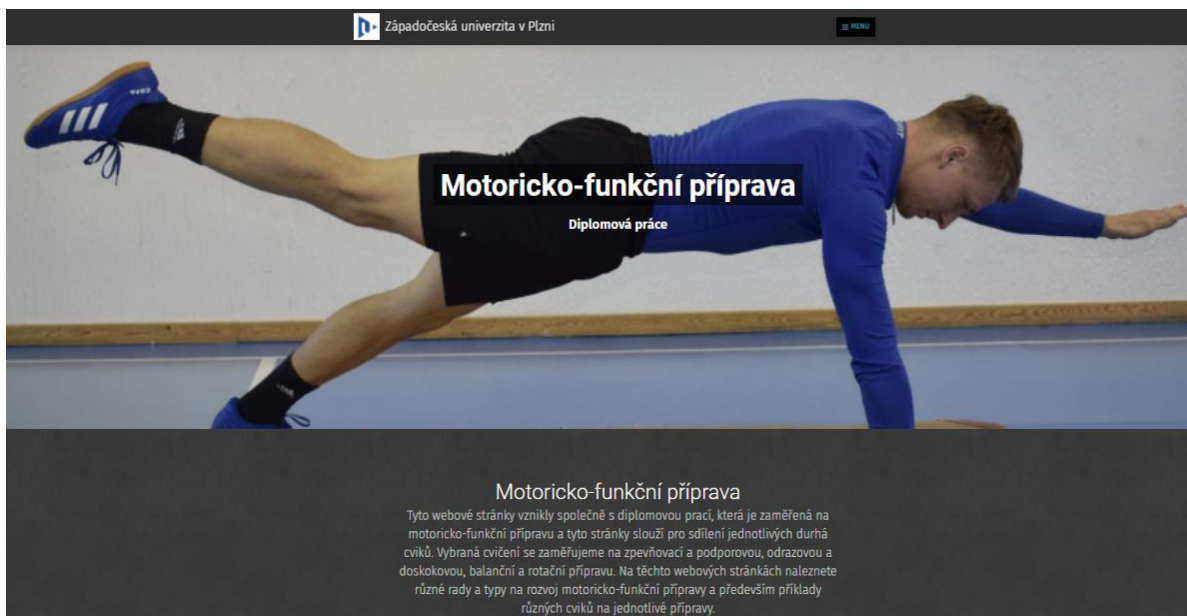 Západočeská univerzita v Plzni
≡ MENU
Motoricko-funkční příprava
Diplomová práce
Motoricko-funkční příprava
Tyto webové stránky vznikly společně s diplomovou prací, která je zaměřená na
motoricko-funkční přípravu a tyto stránky slouží pro sdílení jednotlivých durhá
cviků. Vybraná cvičení se zaměřujeme na zpevňovací a podporovou, odrazovou a
doskokovou, balanční a rotační přípravu. Na těchto webových stránkách naleznete
různé rady a typy na rozvoj motoricko-funkční přípravy a především příklady
různých cviků na jednotlivé přípravy.